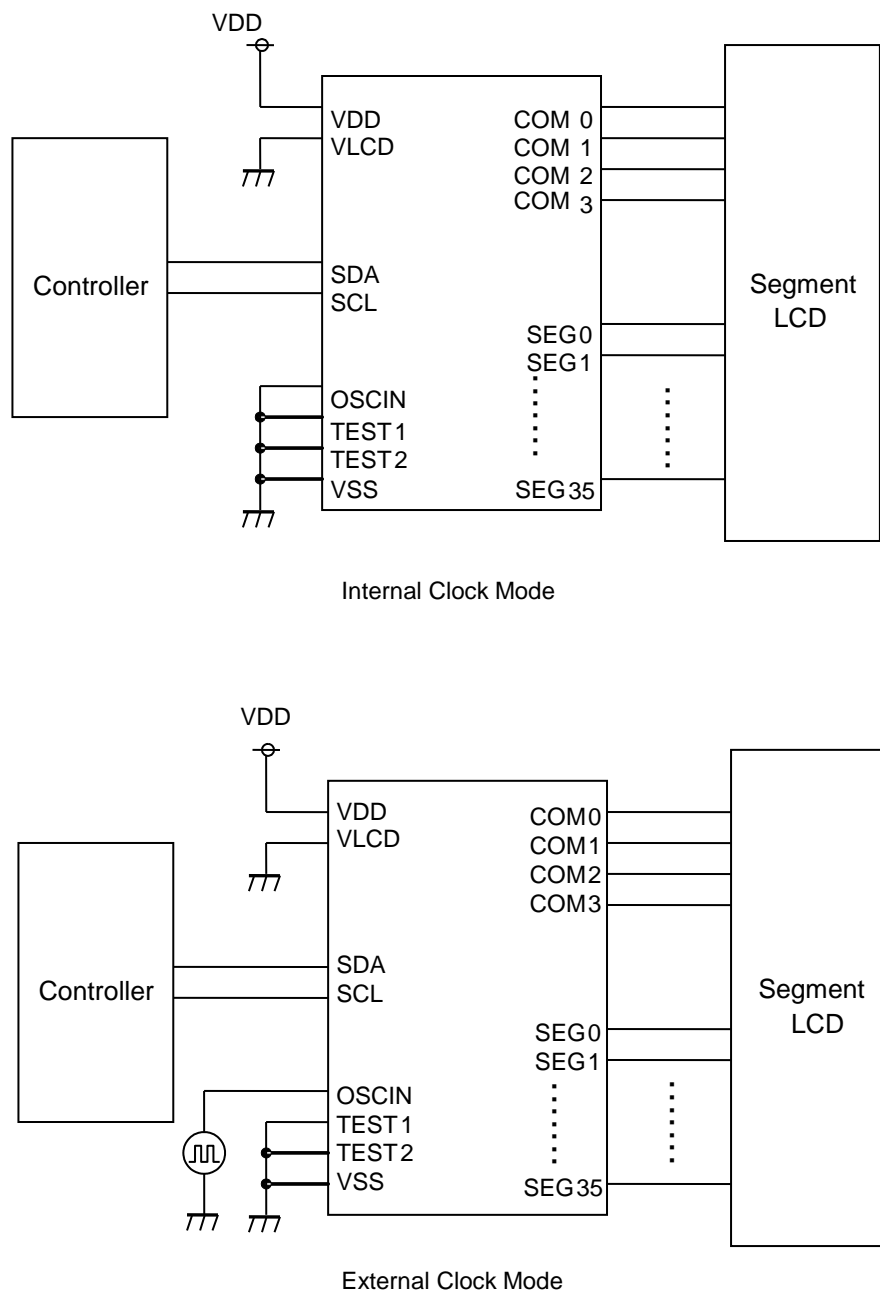 VDD
VDD
VLCD
SDA
SCL
OSCIN
TEST1
TEST2
VSS
COM 0
COM 1
COM 2
COM 3
SEG0
SEG1
SEG35
Controller
Segment
LCD
Internal Clock Mode
VDD
VDD
VLCD
SDA
SCL
OSCIN
TEST1
TEST2
VSS
COM0
COM1
COM2
COM3
SEG0
SEG1
SEG35
Controller
Segment
LCD
External Clock Mode